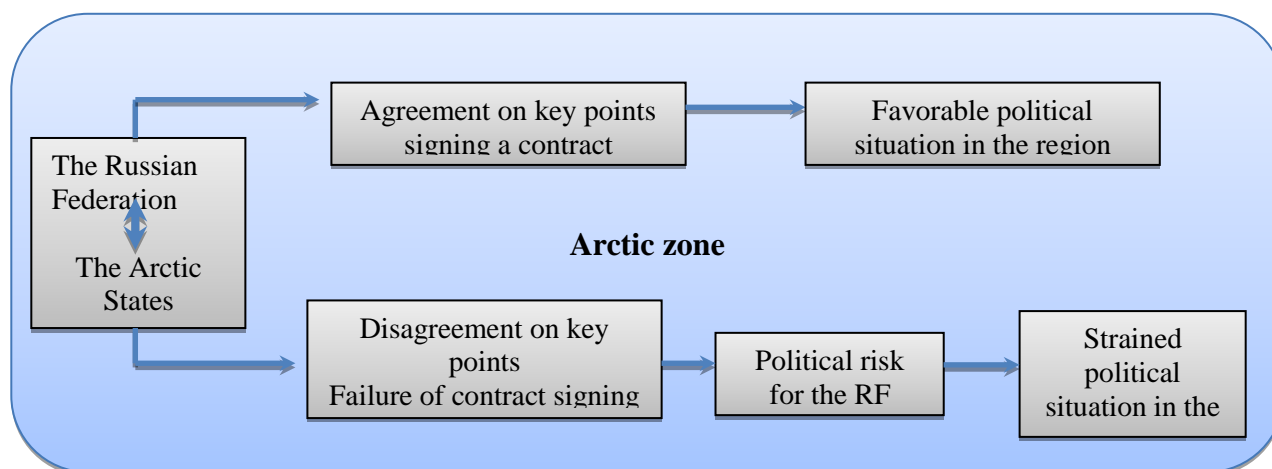 Agreement on key points
signing a contract
Favorable political
situation in the region
The Russian
Federation
The Arctic
States
Arctic zone
Disagreement on key
points
Failure of contract signing
Political risk
for the RF
Strained
political
situation in the